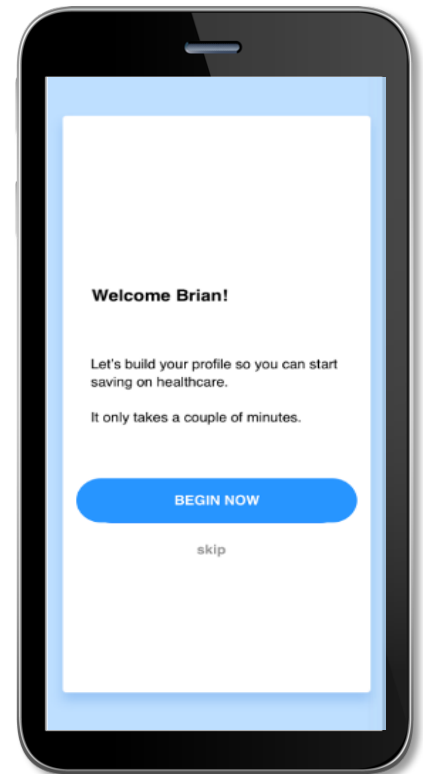 Welcome Brian!
Let's build your profile so you can start
saving on healthcare.
It only takes a couple of minutes.
BEGIN NOW
skip